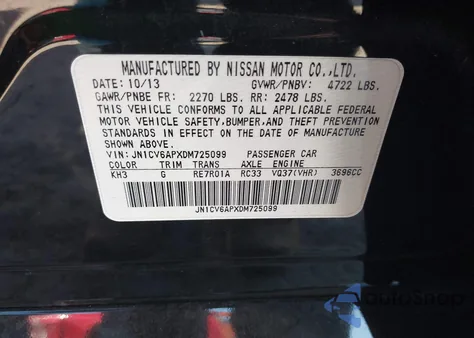 MANUFACTURED BY NISSAN MOTOR CO.,LTD.
DATE: 10/13 GVWR/PNBV: 4722 LBS.
GAWR/PNBE FR: 2270 LBS. RR: 2478 LBS.
THIS VEHICLE CONFORMS TO ALL APPLICABLE FEDERAL
MOTOR VEHICLE SAFETY,BUMPER,AND THEFT PREVENTION
STANDARDS IN EFFECT ON THE DATE OF MANUFACTURE
SHOWN ABOVE.
VIN: JN1CV6APXDM725099 PASSENGER CAR
COLOR TRIM TRANS AXLE ENGINE
KH3 G RE7R01A RC33 VQ37(VHR) 3696CC
JN1CV6APXDM725099
AutoSnap